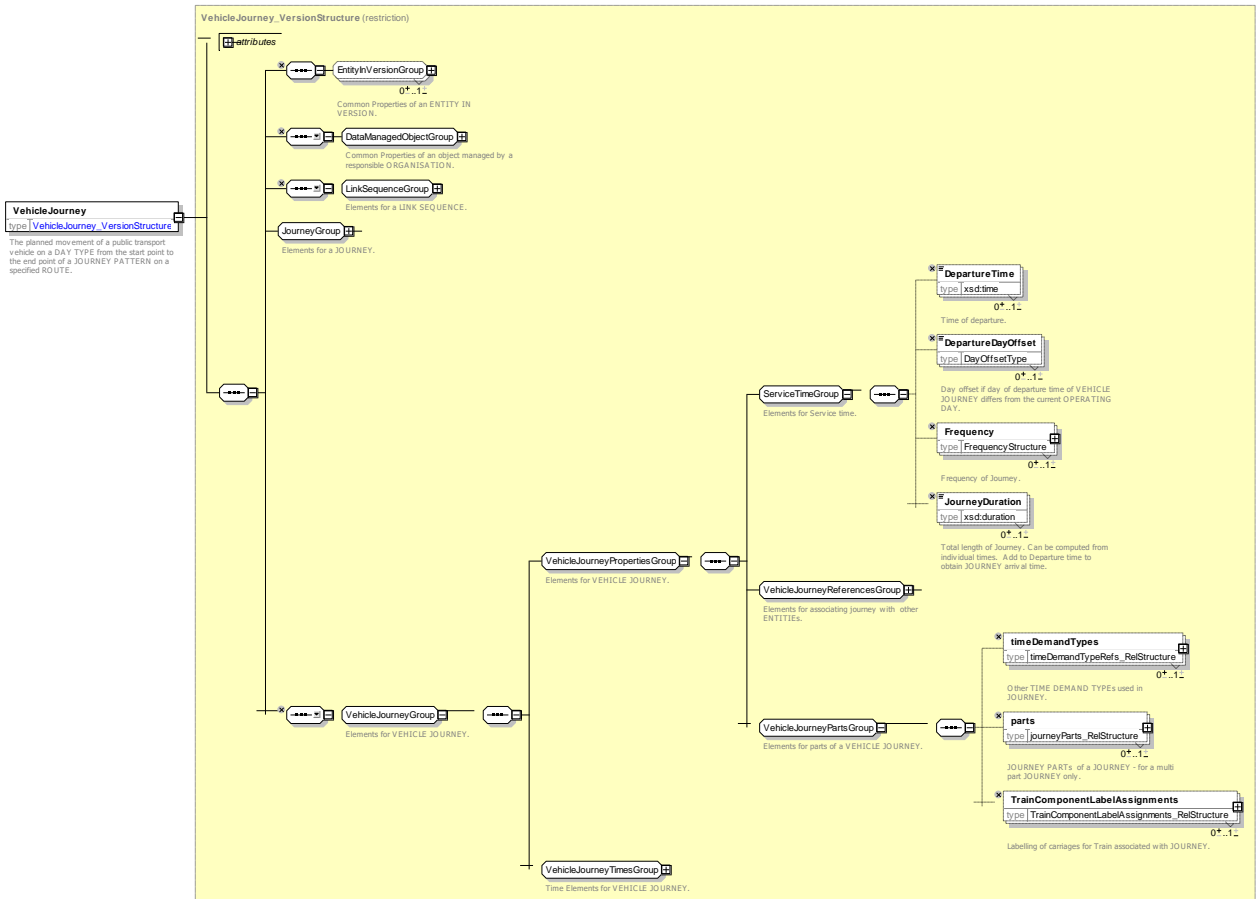 VehicleJourney_VersionStructure (restriction)
attributes
EntityInVersionGroup
0..1
Common Properties of an ENTITY IN
VERSION.
DataManagedObjectGroup
Common Properties of an object managed by a
responsible ORGANISATION.
LinkSequenceGroup
Elements for a LINK SEQUENCE.
VehicleJourney
type VehicleJourney_VersionStructure
The planned movement of a public transport
vehicle on a DAY TYPE from the start point to
the end point of a JOURNEY PATTERN on a
specified ROUTE.
JourneyGroup
Elements for a JOURNEY.
DepartureTime
type xsd:time
0..1
Time of departure.
DepartureDayOffset
type DayOffsetType
0..1
Day offset if day of departure time of VEHICLE
JOURNEY differs from the current OPERATING
DAY.
ServiceTimeGroup
Elements for Service time.
Frequency
type FrequencyStructure
0..1
Frequency of Journey.
JourneyDuration
type xsd:duration
0..1
Total length of Journey. Can be computed from
individual times. Add to Departure time to
obtain JOURNEY arrival time.
VehicleJourneyPropertiesGroup
Elements for VEHICLE JOURNEY.
VehicleJourneyReferencesGroup
Elements for associating journey with other
ENTITIEs.
timeDemandTypes
type timeDemandTypeRefs_RelStructure
0..1
Other TIME DEMAND TYPEs used in
JOURNEY.
VehicleJourneyGroup
Elements for VEHICLE JOURNEY.
VehicleJourneyPartsGroup
Elements for parts of a VEHICLE JOURNEY.
parts
type journeyParts_RelStructure
0..1
JOURNEY PARTs of a JOURNEY - for a multi
part JOURNEY only.
TrainComponentLabelAssignments
type TrainComponentLabelAssignments_RelStructure
0..1
Labelling of carriages for Train associated with JOURNEY.
VehicleJourneyTimesGroup
Time Elements for VEHICLE JOURNEY.